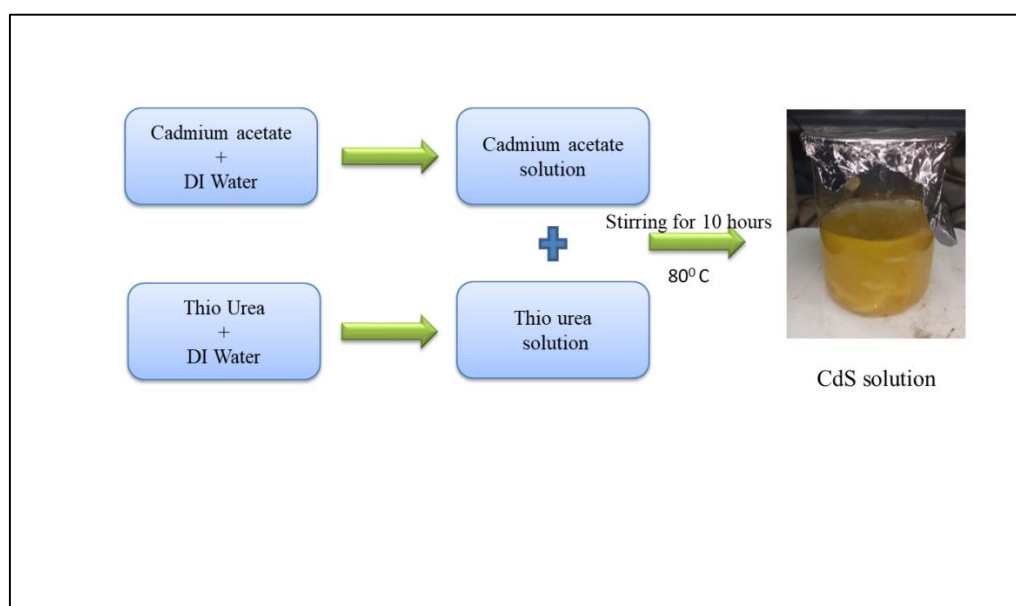 Cadmium acetate
+
DI Water
Cadmium acetate
solution
Stirring for 10 hours
80⁰ C
Thio Urea
+
DI Water
Thio urea
solution
CdS solution